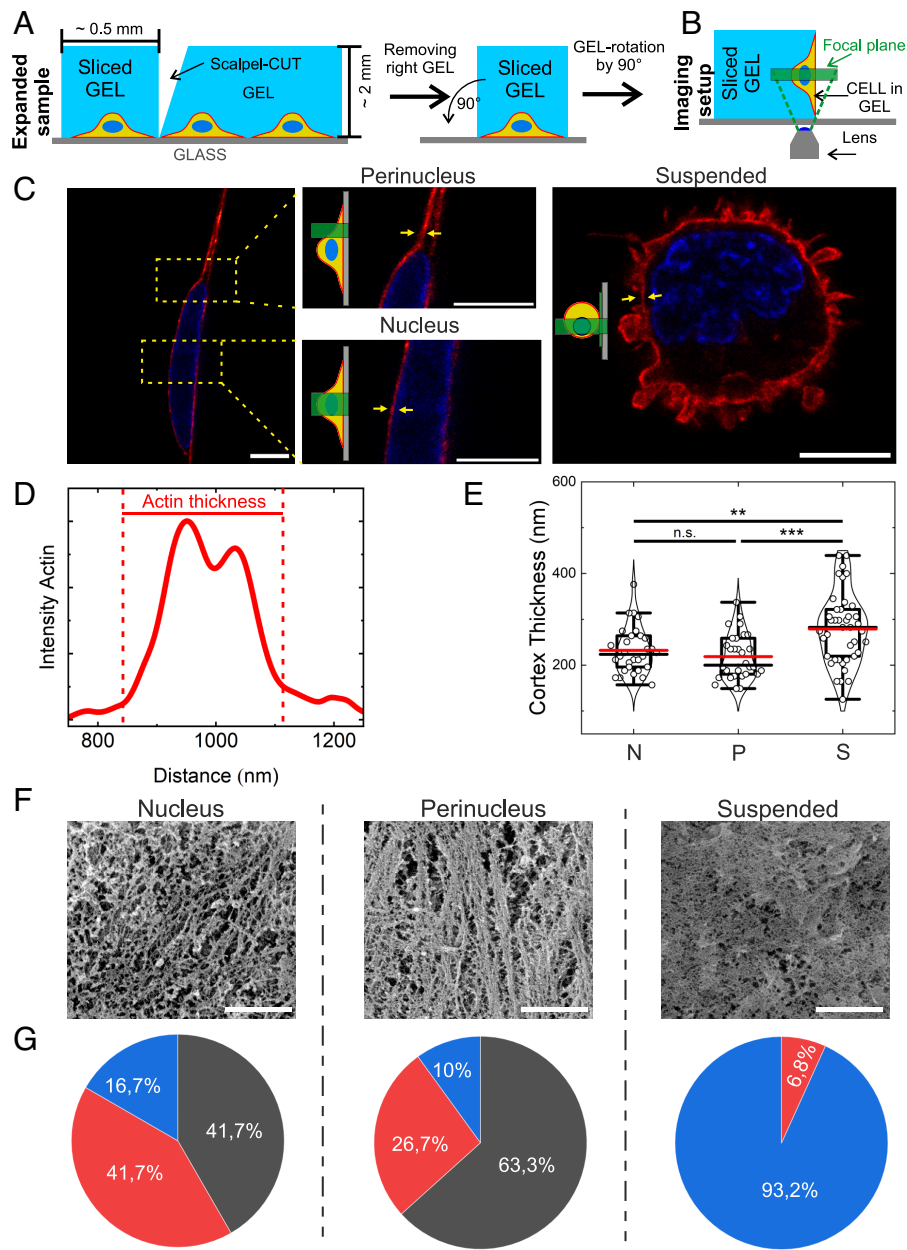 A
~ 0.5 mm
Expanded
sample
Sliced
GEL
Scalpel-CUT
GEL
~ 2 mm
GLASS
Removing
right GEL
90°
Sliced
GEL
GEL-rotation
by 90°
B
Imaging
setup
Sliced
GEL
Focal plane
CELL in
GEL
Lens
C
Perinucleus
Suspended
Nucleus
D
Actin thickness
Intensity Actin
800
1000
1200
Distance (nm)
E
Cortex Thickness (nm)
600
400
200
**
n.s.
***
N
P
S
F
Nucleus
Perinucleus
Suspended
G
16,7%
41,7%
41,7%
10%
26,7%
63,3%
6,8%
93,2%